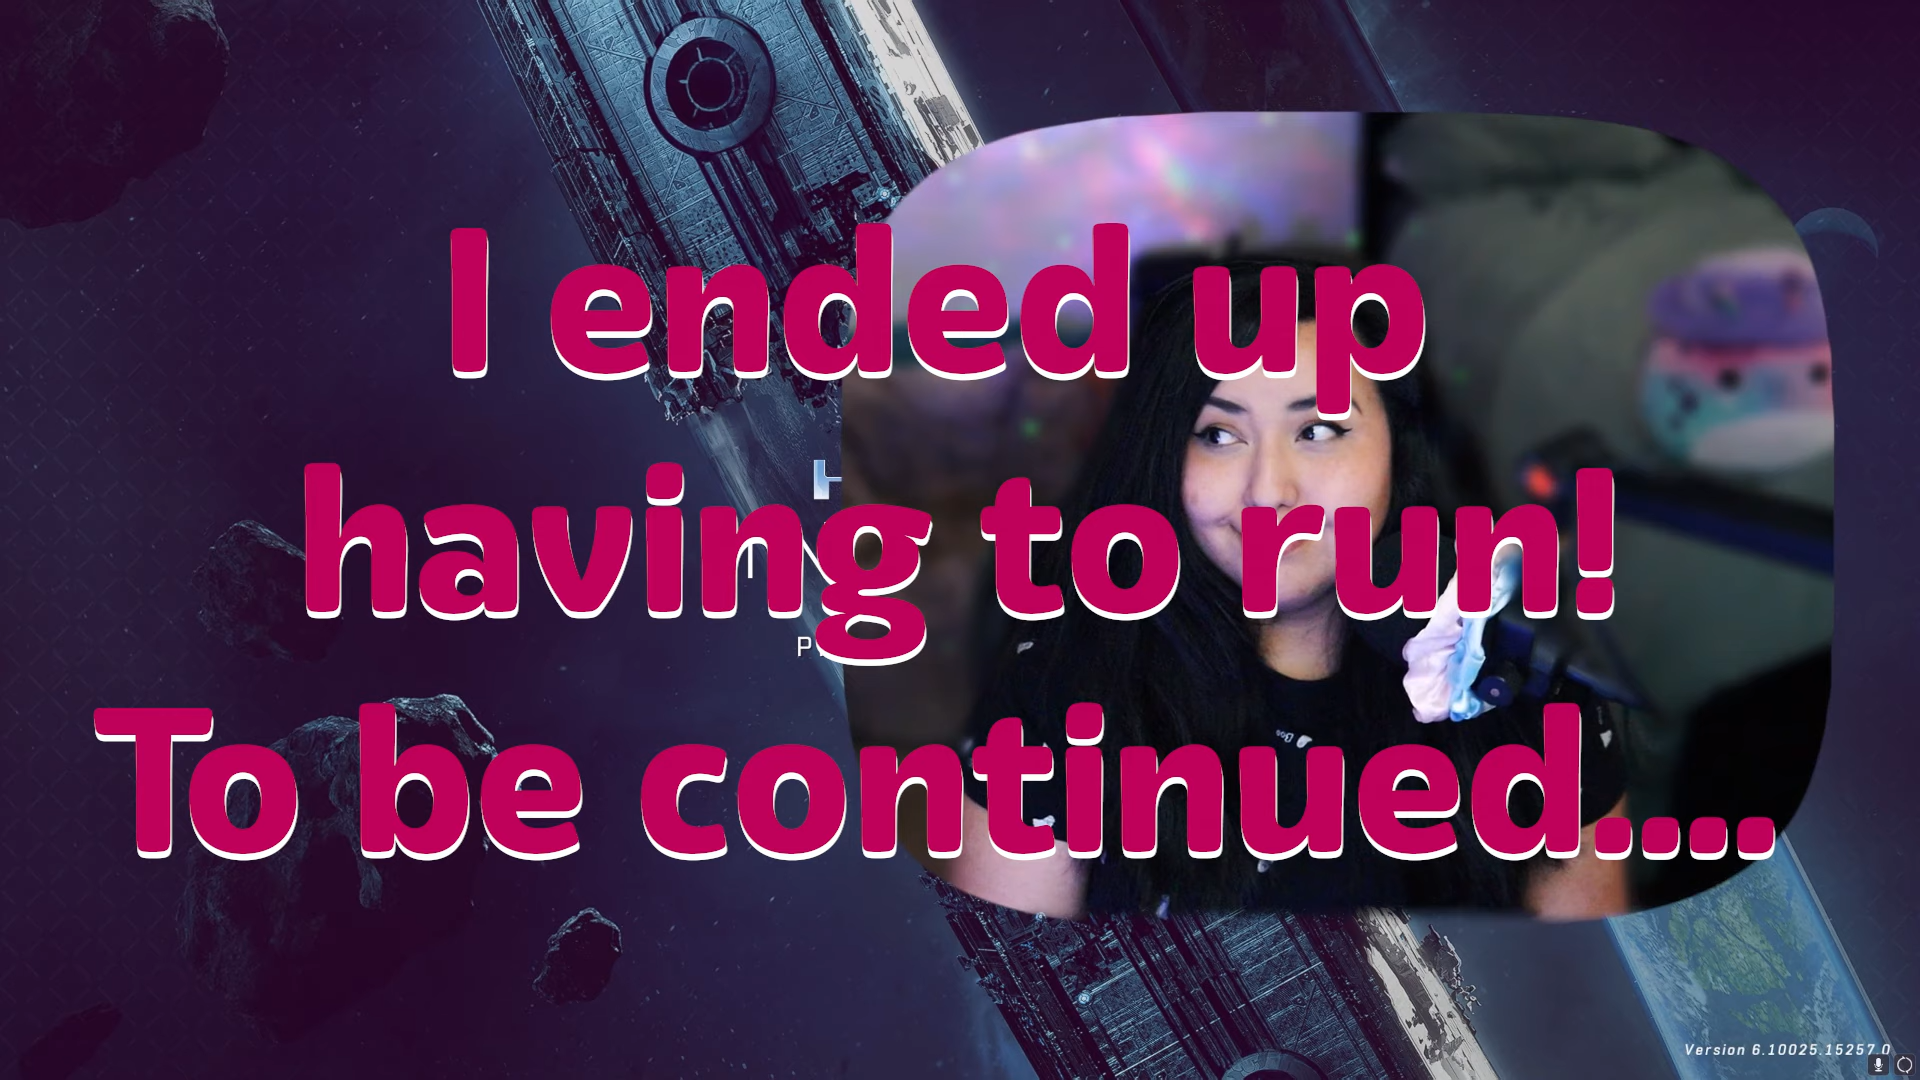 I ended up
having to run!
To be continued....
Version 6.10025.15257.0